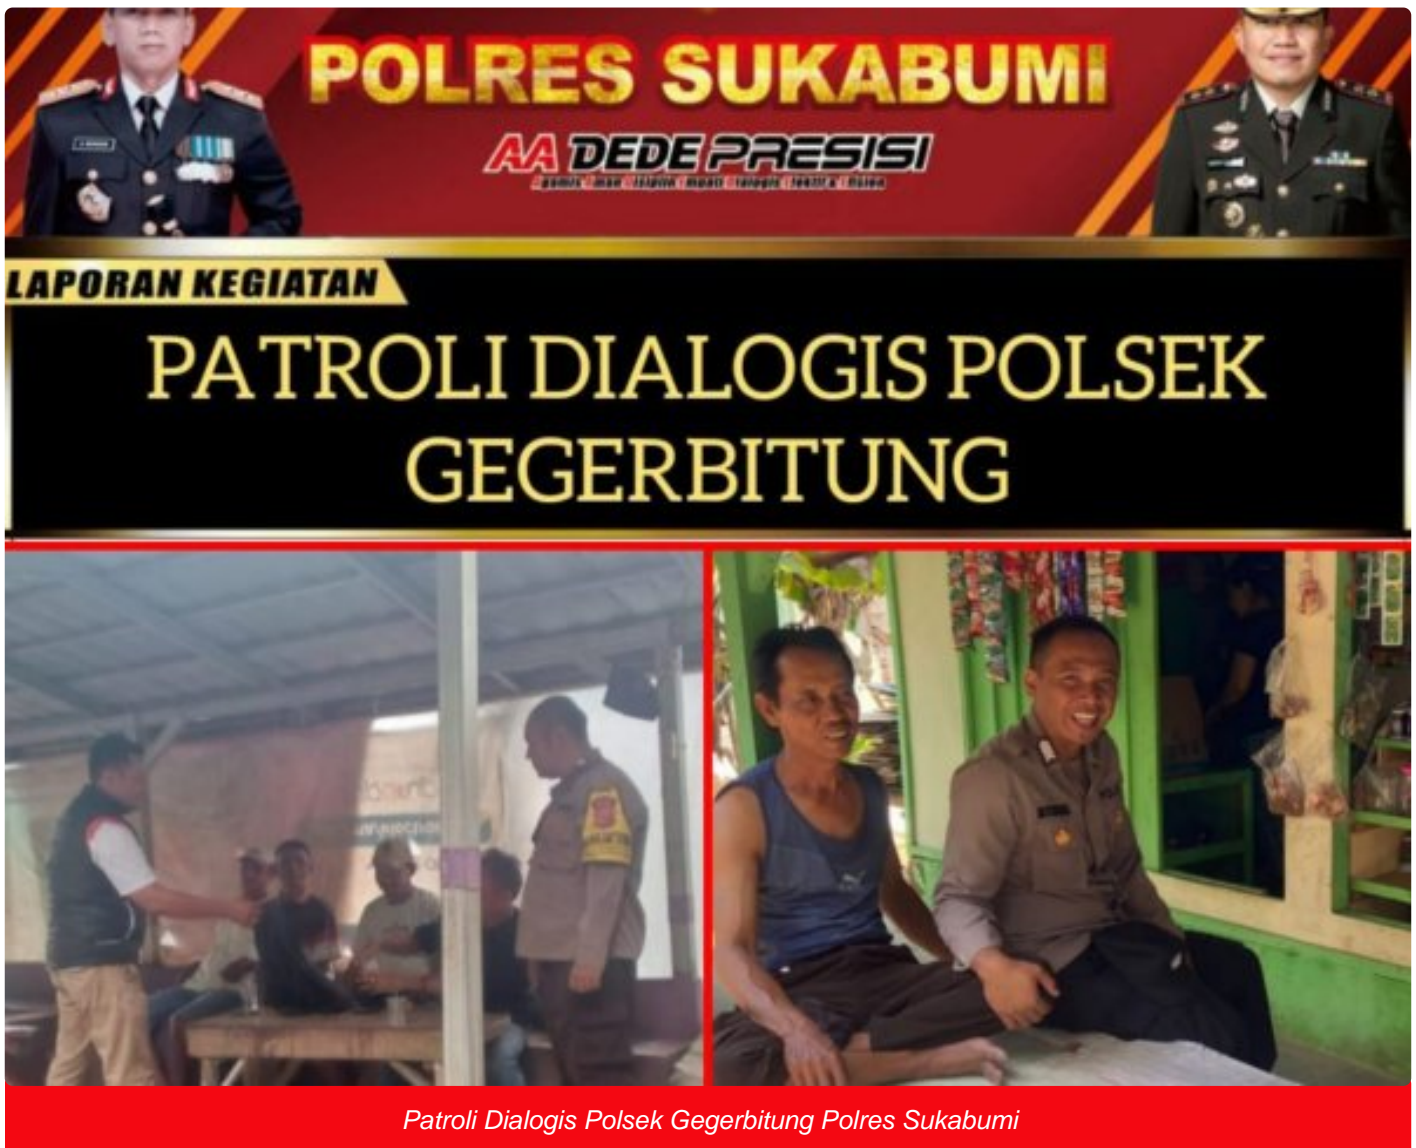 POLRES SUKABUMI
AA DEDE PRESISI
LAPORAN KEGIATAN
PATROLI DIALOGIS POLSEK
GEGERBITUNG
Patroli Dialogis Polsek Gegerbitung Polres Sukabumi